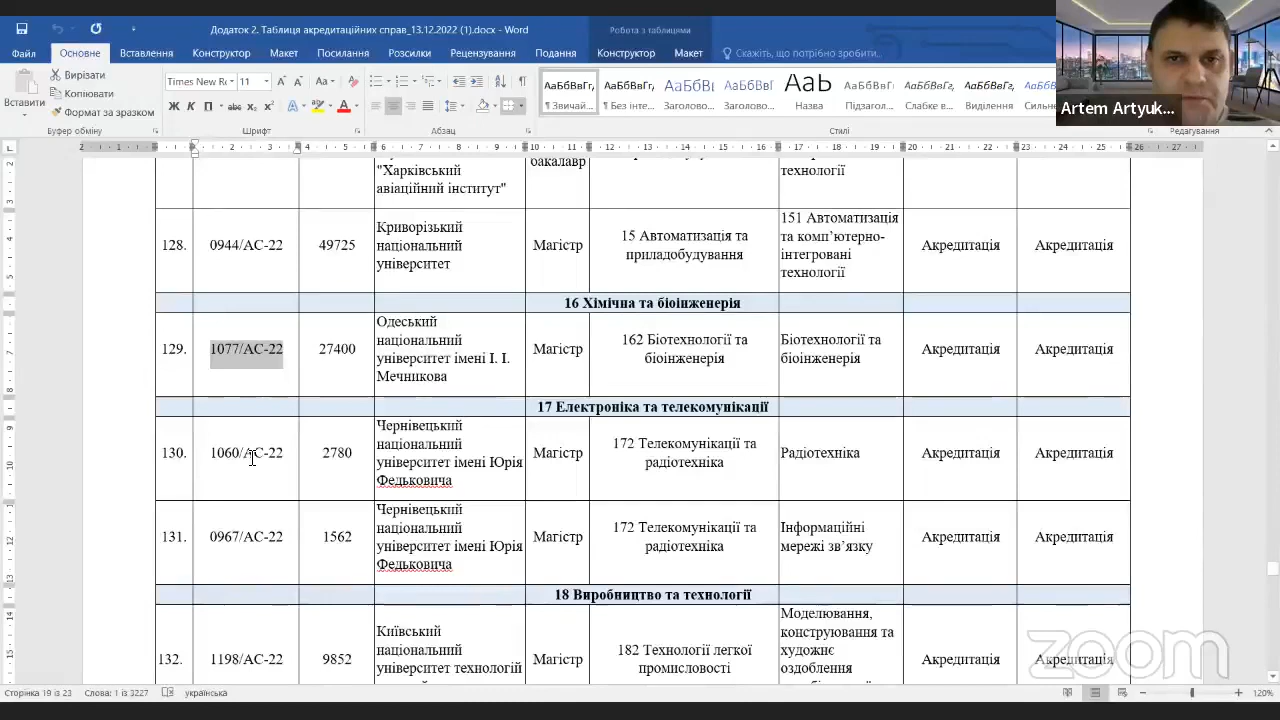 Додаток 2. Таблиця акредитаційних справ_13.12.2022 (1).docx - Word
Робота з таблицями
Файл Основне Вставлення Конструктор Макет Посилання Розсилки Рецензування Подання Конструктор Макет Скажіть, що потрібно зробити...
Вставити
Вирізати
Копіювати
Формат за зразком
Буфер обміну
Times New Ro 11
Шрифт
Абзац
АаБбВвГг, АаБбВвГг, АаБбВвІ АаБбВвГ АаЬ АаБбВвГг, АаБбВвГг, АаБбВвГг,
¶ Звичай... ¶ Без інте... Заголово... Заголово... Назва Підзагол... Слабке в... Виділення Сильне
Стилі
Редагування
Artem Artyuk...
"Харківський
авіаційний інститут"
бакалавр
технології
128. 0944/АС-22 49725
Криворізький
національний
університет
Магістр
15 Автоматизація та
приладобудування
151 Автоматизація
та комп’ютерно-
інтегровані
технології
Акредитація Акредитація
16 Хімічна та біоінженерія
129. 1077/АС-22 27400
Одеський
національний
університет імені І. І.
Мечникова
Магістр
162 Біотехнології та
біоінженерія
Біотехнології та
біоінженерія
Акредитація Акредитація
17 Електроніка та телекомунікації
130. 1060/АС-22 2780
Чернівецький
національний
університет імені Юрія
Федьковича
Магістр
172 Телекомунікації та
радіотехніка
Радіотехніка
Акредитація Акредитація
131. 0967/АС-22 1562
Чернівецький
національний
університет імені Юрія
Федьковича
Магістр
172 Телекомунікації та
радіотехніка
Інформаційні
мережі зв’язку
Акредитація Акредитація
18 Виробництво та технології
132. 1198/АС-22 9852
Київський
національний
університет технологій
Магістр
182 Технології легкої
промисловості
Моделювання,
конструювання та
художнє
оздоблення
Акредитація Акредитація
zoom
Сторінка 19 із 23 Слова: 1 із 3227 українська
120%